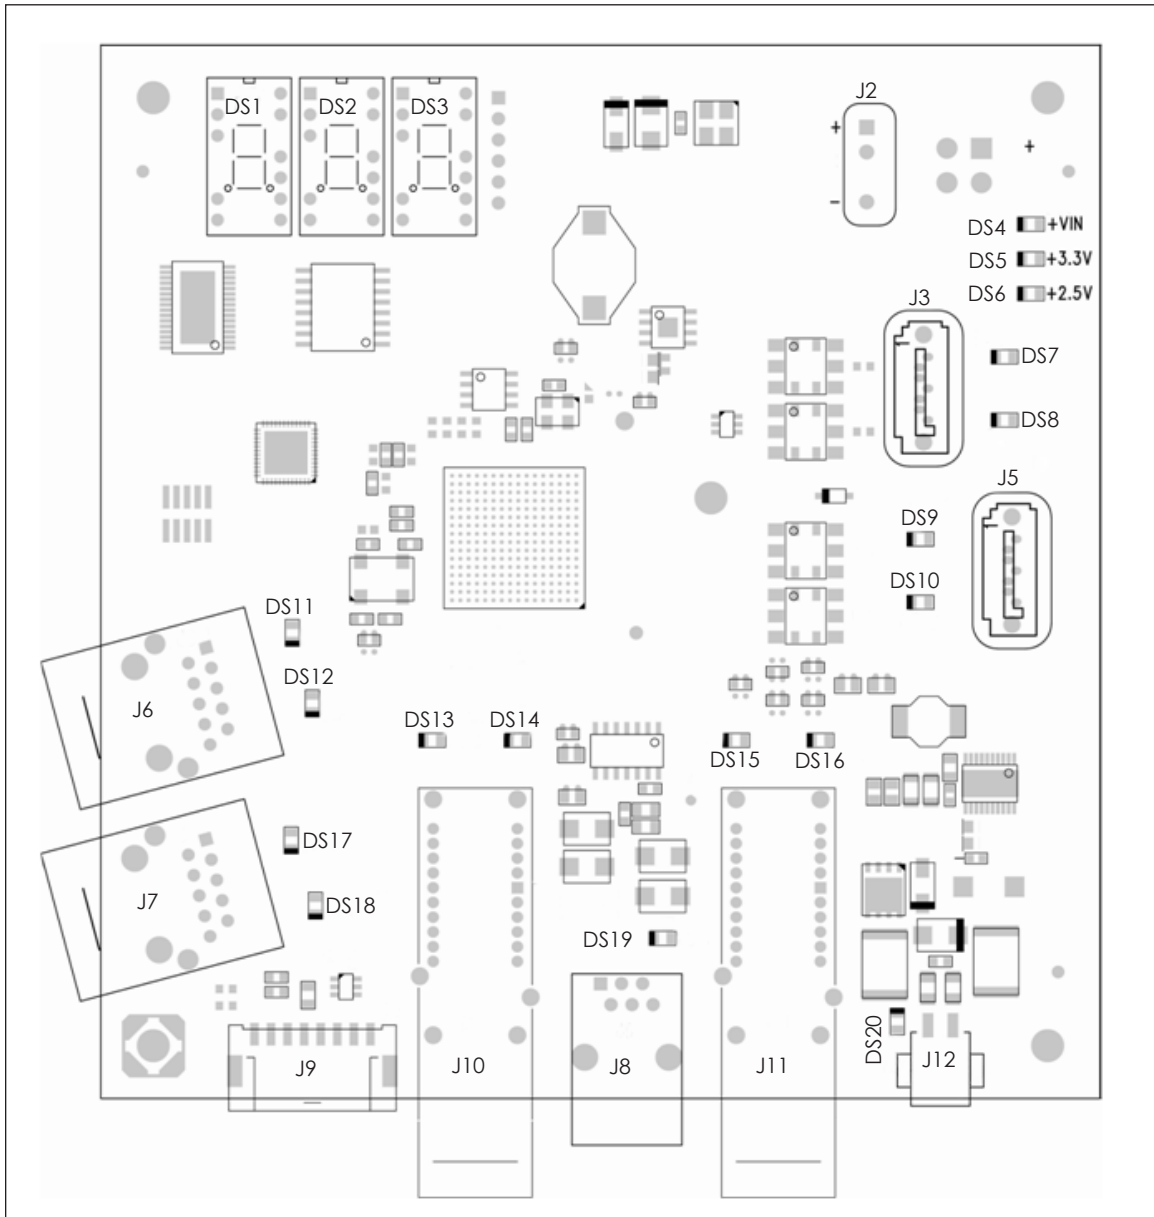 DS1 DS2 DS3
J2
+
+
-
DS4 +VIN
DS5 +3.3V
DS6 +2.5V
J3
DS7
DS8
J5
DS9
DS10
DS11
DS12
J6
DS13 DS14
DS15 DS16
DS17
J7
DS18
DS19
DS20
J9 J10 J8 J11 J12